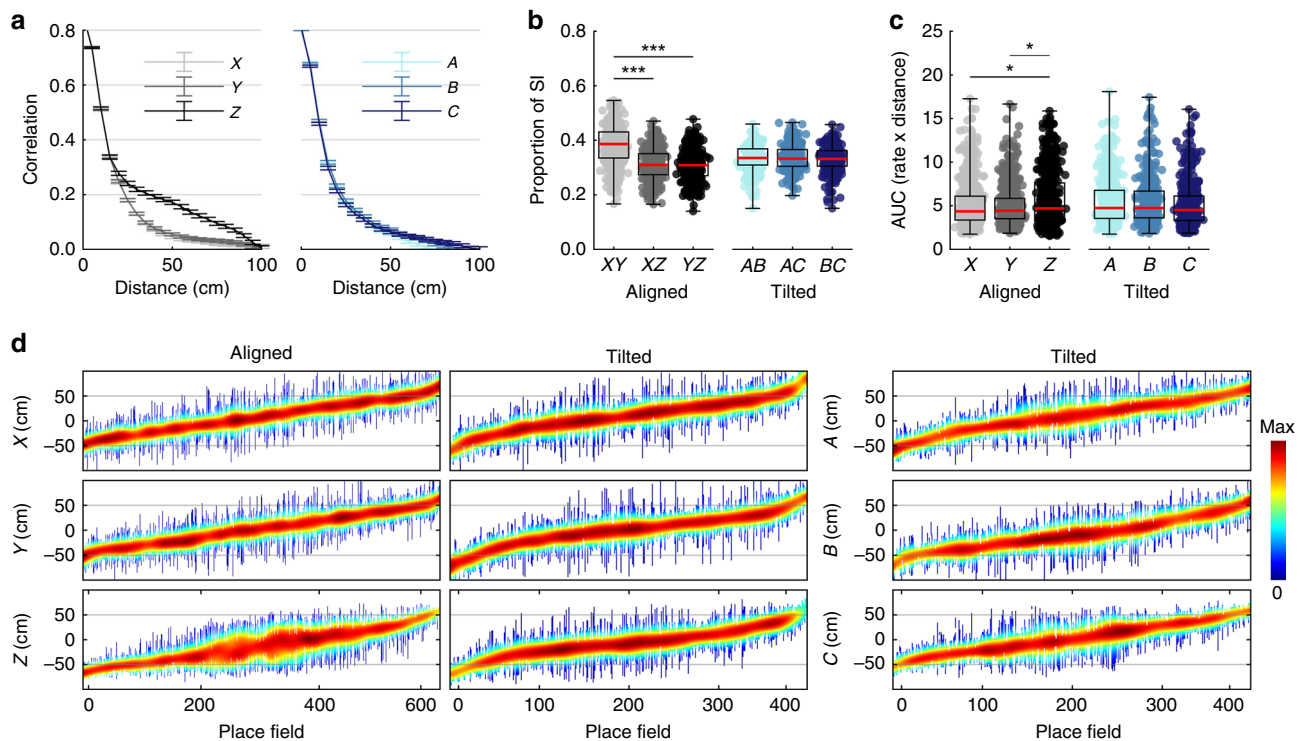 a
0.8
0.6
0.4
0.2
0.0
Correlation
X
Y
Z
0 50 100
Distance (cm)
A
B
C
0 50 100
Distance (cm)
b
0.8
0.6
0.4
0.2
0.0
Proportion of SI
***
***
XY XZ YZ AB AC BC
Aligned Tilted
c
25
20
15
10
5
0
AUC (rate x distance)
*
*
X Y Z A B C
Aligned Tilted
d
Aligned Tilted Tilted
X (cm)
50
0
−50
A (cm)
Y (cm)
50
0
−50
B (cm)
Z (cm)
50
0
−50
C (cm)
0 200 400 600
Place field
0 100 200 300 400
Place field
0 100 200 300 400
Place field
Max
0